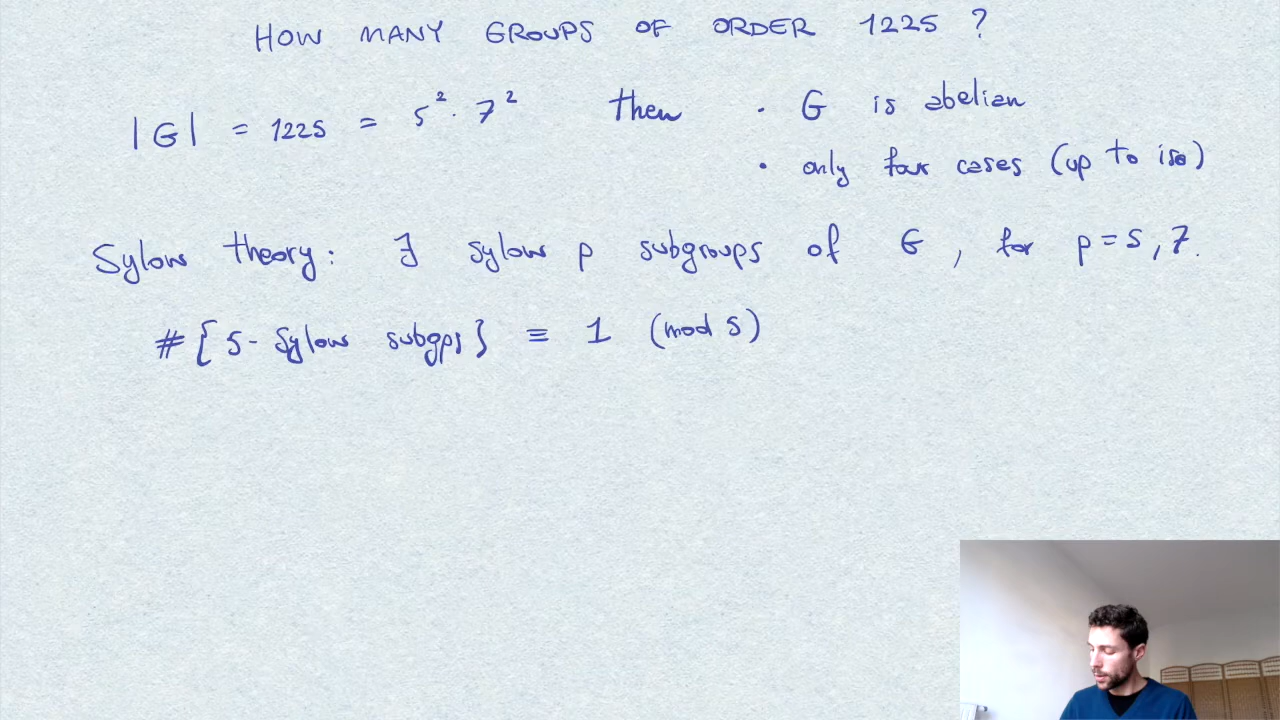 HOW MANY GROUPS OF ORDER 1225 ?
|G| = 1225 = 5² · 7² then · G is abelian
· only four cases (up to iso)
Sylow theory: ∃ sylow p subgroups of G, for p=5,7.
#{5-Sylow subgps} ≡ 1 (mod 5)